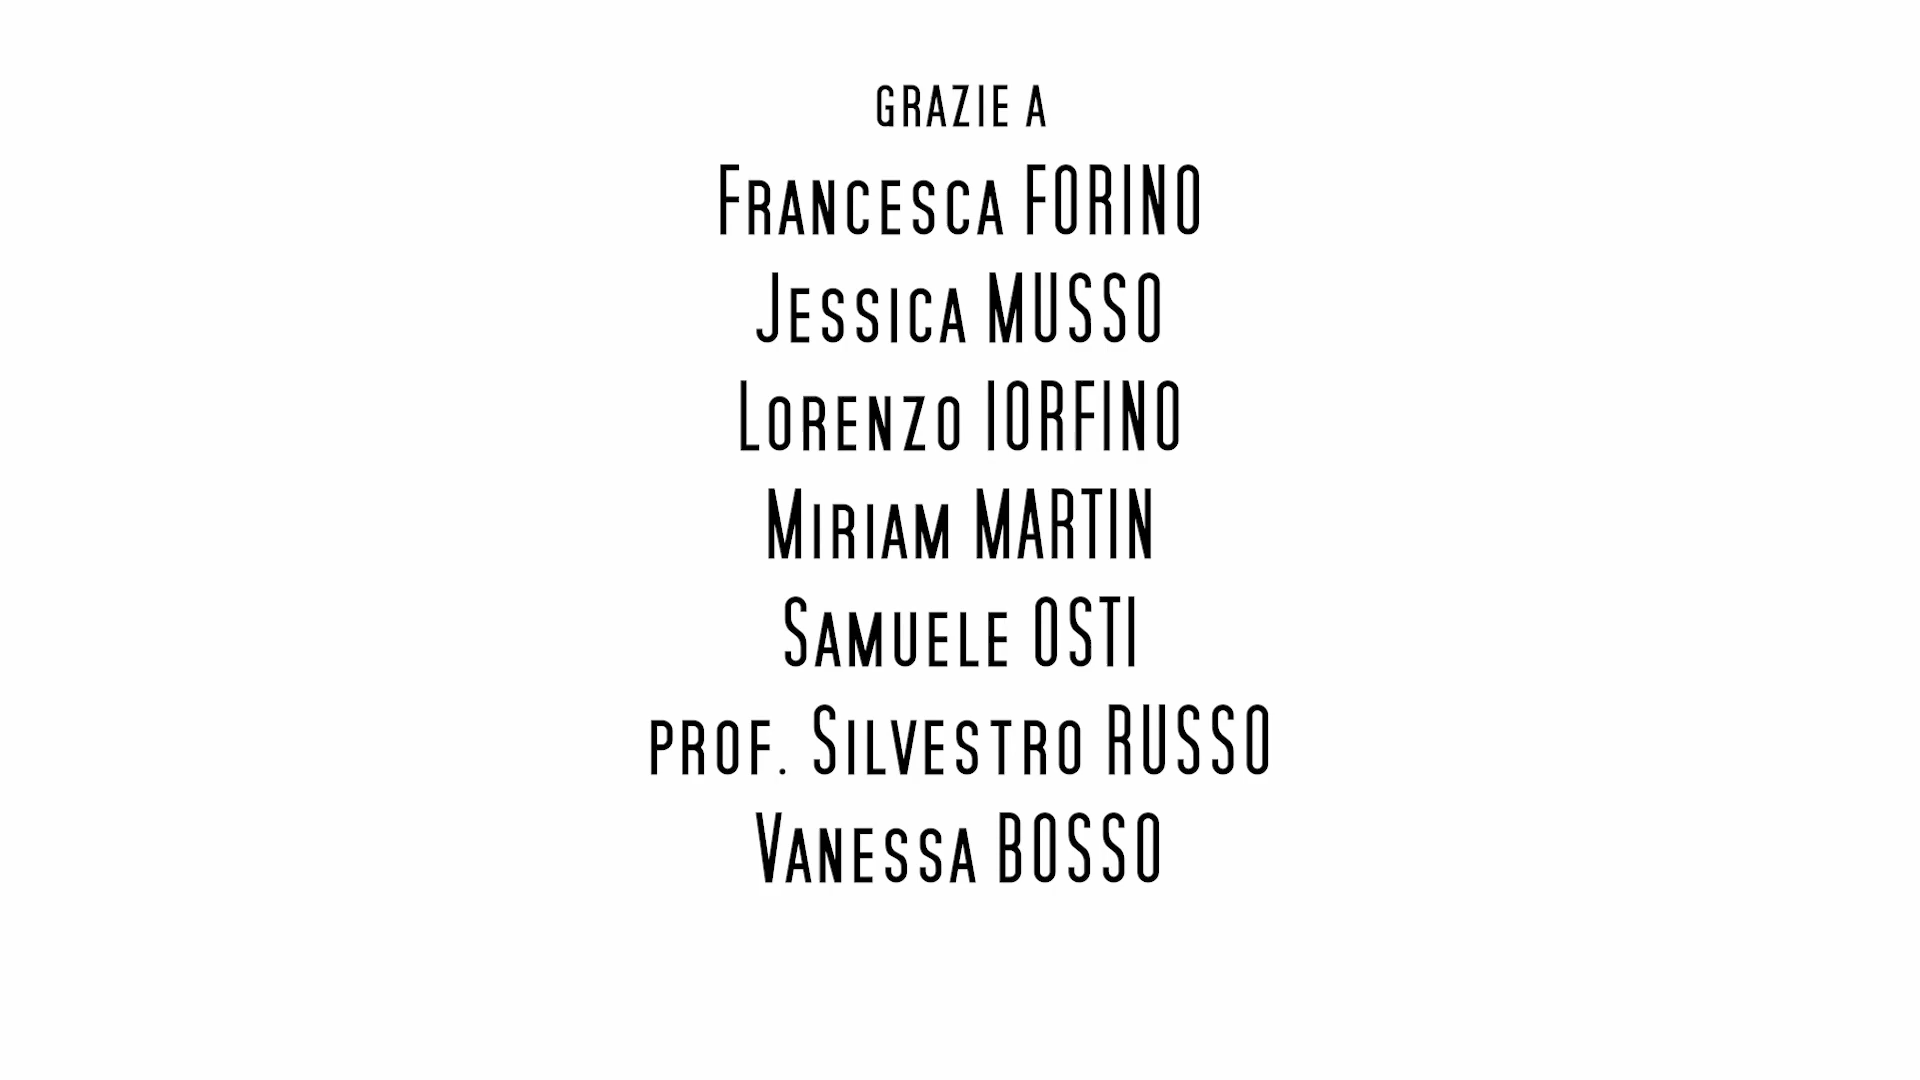 GRAZIE A
Francesca FORINO
Jessica MUSSO
Lorenzo IORFINO
Miriam MARTIN
Samuele OSTI
PROF. Silvestro RUSSO
Vanessa BOSSO